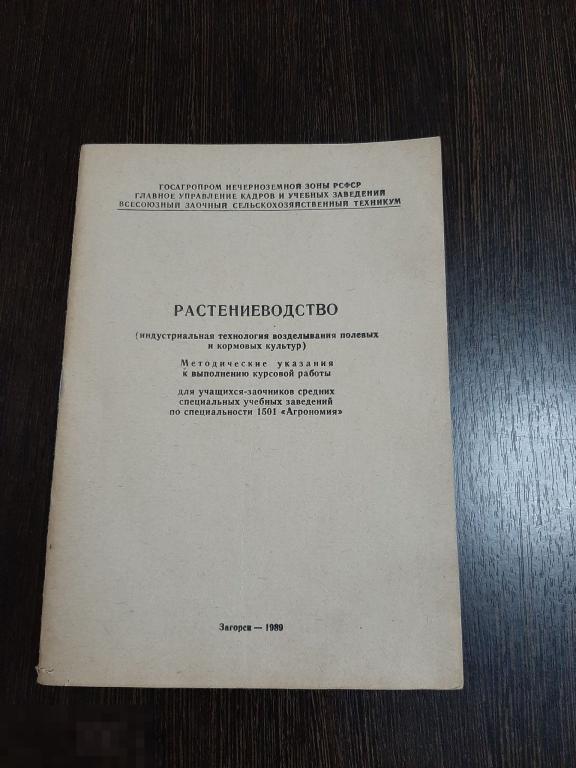 ГОСАГРОПРОМ НЕЧЕРНОЗЕМНОЙ ЗОНЫ РСФСР
ГЛАВНОЕ УПРАВЛЕНИЕ КАДРОВ И УЧЕБНЫХ ЗАВЕДЕНИЙ
ВСЕСОЮЗНЫЙ ЗАОЧНЫЙ СЕЛЬСКОХОЗЯЙСТВЕННЫЙ ТЕХНИКУМ
РАСТЕНИЕВОДСТВО
(индустриальная технология возделывания полевых
и кормовых культур)
Методические указания
к выполнению курсовой работы
для учащихся-заочников средних
специальных учебных заведений
по специальности 1501 «Агрономия»
Загорск — 1989